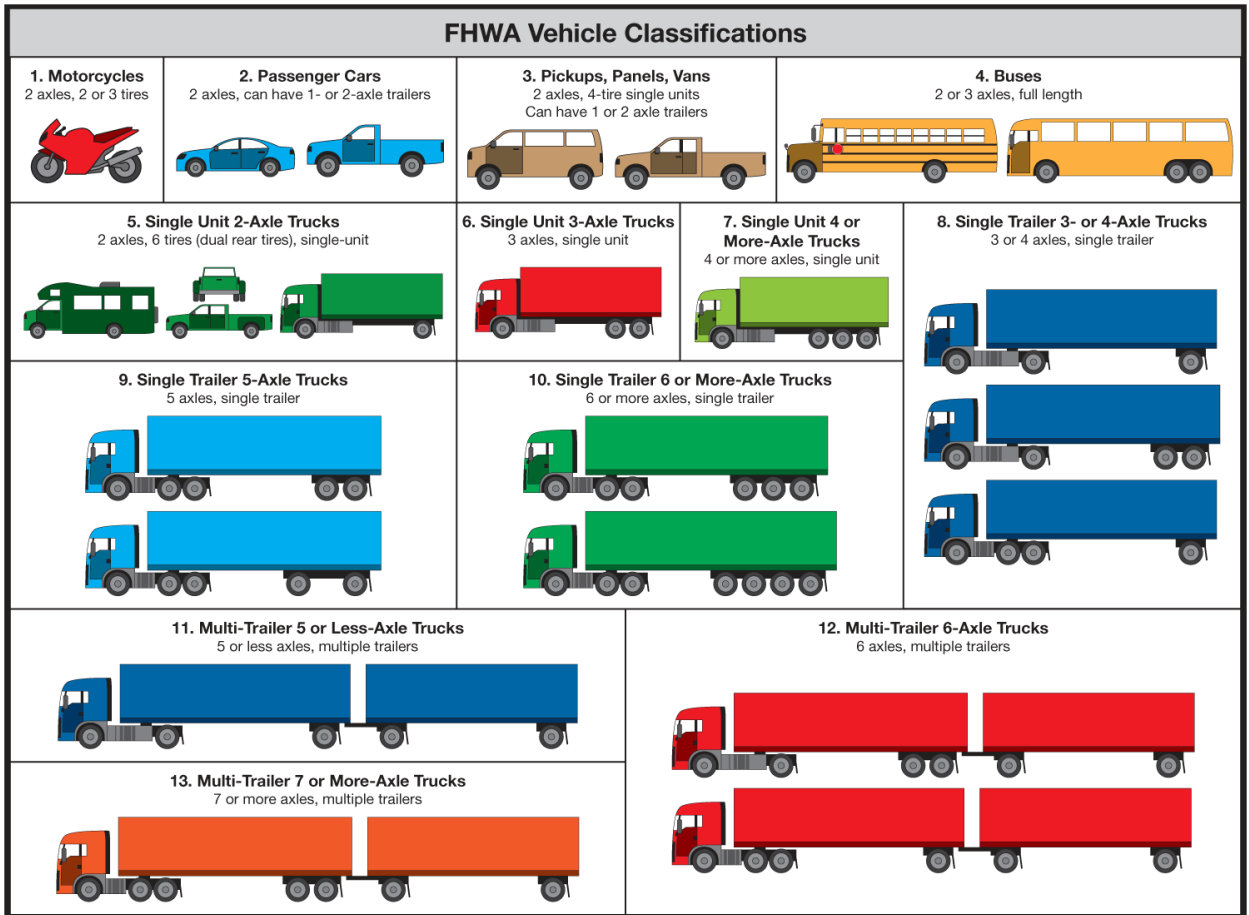 FHWA Vehicle Classifications
1. Motorcycles
2 axles, 2 or 3 tires
2. Passenger Cars
2 axles, can have 1- or 2-axle trailers
3. Pickups, Panels, Vans
2 axles, 4-tire single units
Can have 1 or 2 axle trailers
4. Buses
2 or 3 axles, full length
5. Single Unit 2-Axle Trucks
2 axles, 6 tires (dual rear tires), single-unit
6. Single Unit 3-Axle Trucks
3 axles, single unit
7. Single Unit 4 or
More-Axle Trucks
4 or more axles, single unit
8. Single Trailer 3- or 4-Axle Trucks
3 or 4 axles, single trailer
9. Single Trailer 5-Axle Trucks
5 axles, single trailer
10. Single Trailer 6 or More-Axle Trucks
6 or more axles, single trailer
11. Multi-Trailer 5 or Less-Axle Trucks
5 or less axles, multiple trailers
12. Multi-Trailer 6-Axle Trucks
6 axles, multiple trailers
13. Multi-Trailer 7 or More-Axle Trucks
7 or more axles, multiple trailers